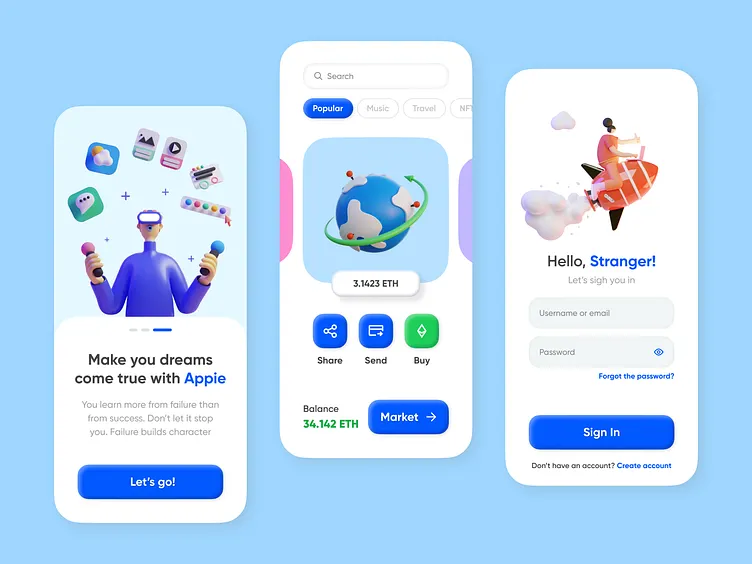 Make you dreams
come true with Appie
You learn more from failure than
from success. Don't let it stop
you. Failure builds character
Let's go!
Search
Popular
Music
Travel
NF
3.1423 ETH
Share
Send
Buy
Balance
34.142 ETH
Market
Hello, Stranger!
Let's sigh you in
Username or email
Password
Forgot the password?
Sign In
Don't have an account? Create account